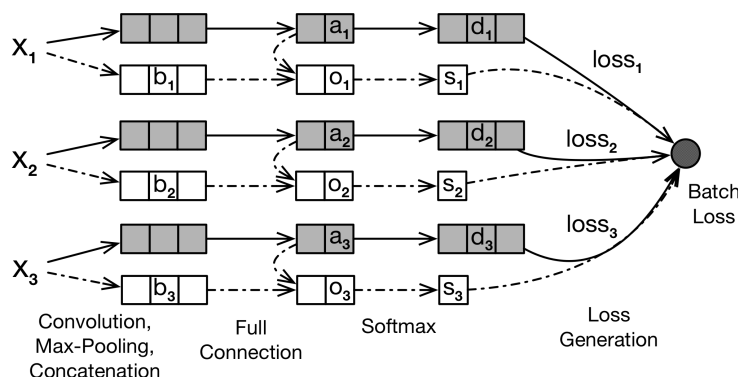 X₁
a₁
d₁
b₁
o₁
s₁
loss₁
X₂
a₂
d₂
b₂
o₂
s₂
loss₂
Batch
Loss
X₃
a₃
d₃
b₃
o₃
s₃
loss₃
Convolution,
Max-Pooling,
Concatenation
Full
Connection
Softmax
Loss
Generation